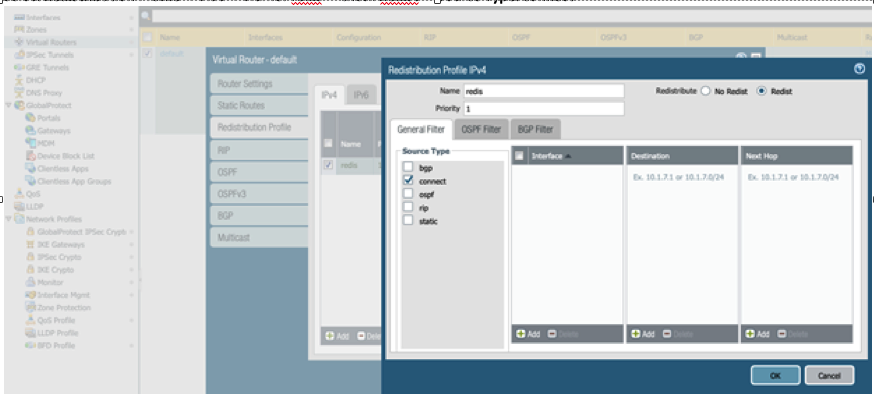 Interfaces
Zones
Virtual Routers
IPSec Tunnels
GRE Tunnels
DHCP
DNS Proxy
GlobalProtect
Portals
Gateways
MDM
Device Block List
Clientless Apps
Clientless App Groups
QoS
LLDP
Network Profiles
GlobalProtect IPSec Cryph
IKE Gateways
IPSec Crypto
IKE Crypto
Monitor
Interface Mgmt
Zone Protection
QoS Profile
LLDP Profile
BFD Profile
Name Interfaces Configuration RIP OSPF OSPFv3 BGP Multicast
default
Virtual Router - default
Router Settings
Static Routes
Redistribution Profile
RIP
OSPF
OSPFv3
BGP
Multicast
IPv4 IPv6
Name
redis
Add Dele
Redistribution Profile IPv4
Name redis
Redistribute No Redist Redist
Priority 1
General Filter OSPF Filter BGP Filter
Source Type
bgp
connect
ospf
rip
static
Interface
Destination
Next Hop
Ex. 10.1.7.1 or 10.1.7.0/24
Ex. 10.1.7.1 or 10.1.7.0/24
Add Delete
Add Delete
Add Delete
OK Cancel